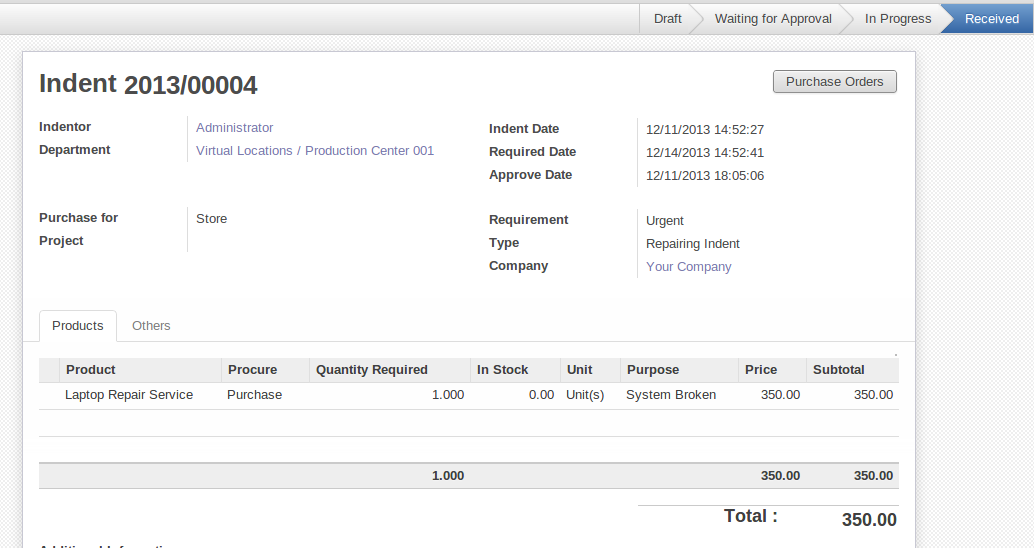 Draft Waiting for Approval In Progress Received
Indent 2013/00004
Purchase Orders
Indentor Administrator
Department Virtual Locations / Production Center 001
Indent Date 12/11/2013 14:52:27
Required Date 12/14/2013 14:52:41
Approve Date 12/11/2013 18:05:06
Purchase for Store
Project
Requirement Urgent
Type Repairing Indent
Company Your Company
Products Others
Product Procure Quantity Required In Stock Unit Purpose Price Subtotal
Laptop Repair Service Purchase 1.000 0.00 Unit(s) System Broken 350.00 350.00
1.000 350.00 350.00
Total : 350.00